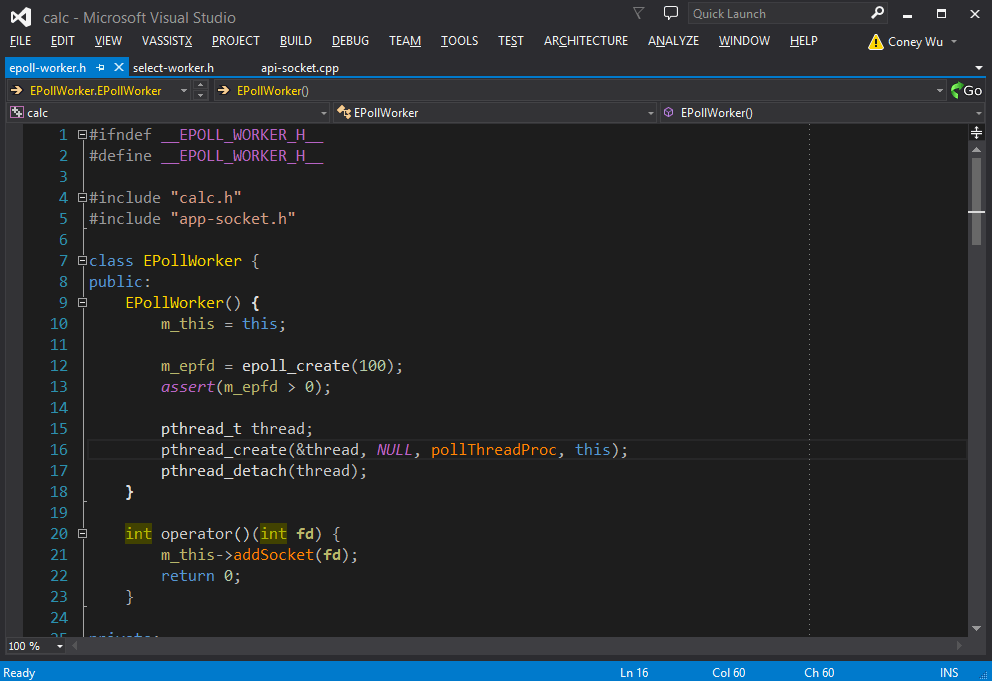 calc - Microsoft Visual Studio
Quick Launch
FILE EDIT VIEW VASSISTX PROJECT BUILD DEBUG TEAM TOOLS TEST ARCHITECTURE ANALYZE WINDOW HELP Coney Wu
epoll-worker.h select-worker.h api-socket.cpp
EPollWorker.EPollWorker EPollWorker() Go
calc EPollWorker EPollWorker()
1 #ifndef __EPOLL_WORKER_H__
2 #define __EPOLL_WORKER_H__
3
4 #include "calc.h"
5 #include "app-socket.h"
6
7 class EPollWorker {
8 public:
9 EPollWorker() {
10 m_this = this;
11
12 m_epfd = epoll_create(100);
13 assert(m_epfd > 0);
14
15 pthread_t thread;
16 pthread_create(&thread, NULL, pollThreadProc, this);
17 pthread_detach(thread);
18 }
19
20 int operator()(int fd) {
21 m_this->addSocket(fd);
22 return 0;
23 }
24
25 private:
100 %
Ready Ln 16 Col 60 Ch 60 INS